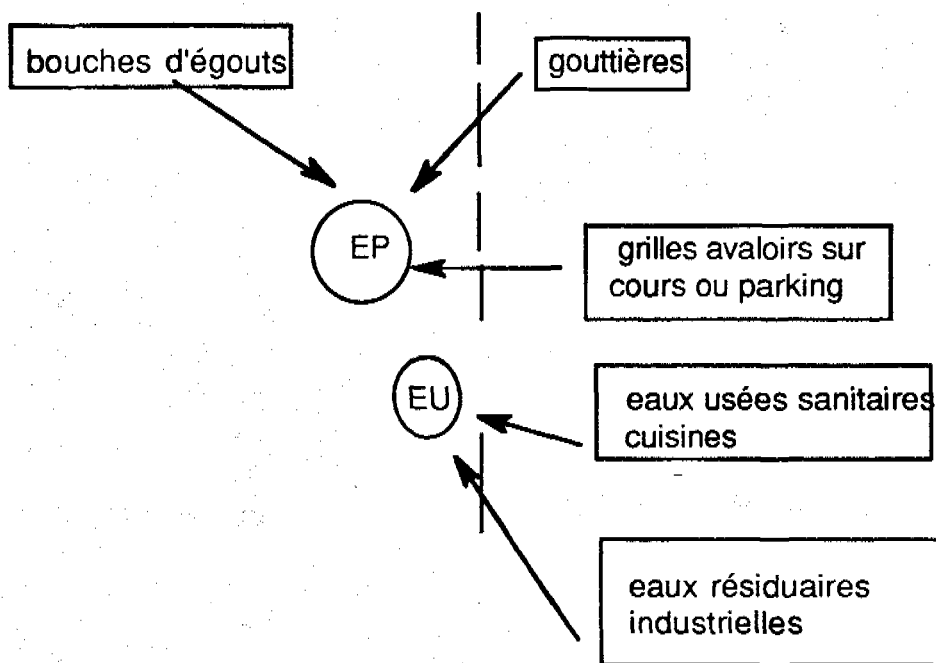 bouches d'égouts
gouttières
EP
grilles avaloirs sur
cours ou parking
EU
eaux usées sanitaires
cuisines
eaux résiduaires
industrielles